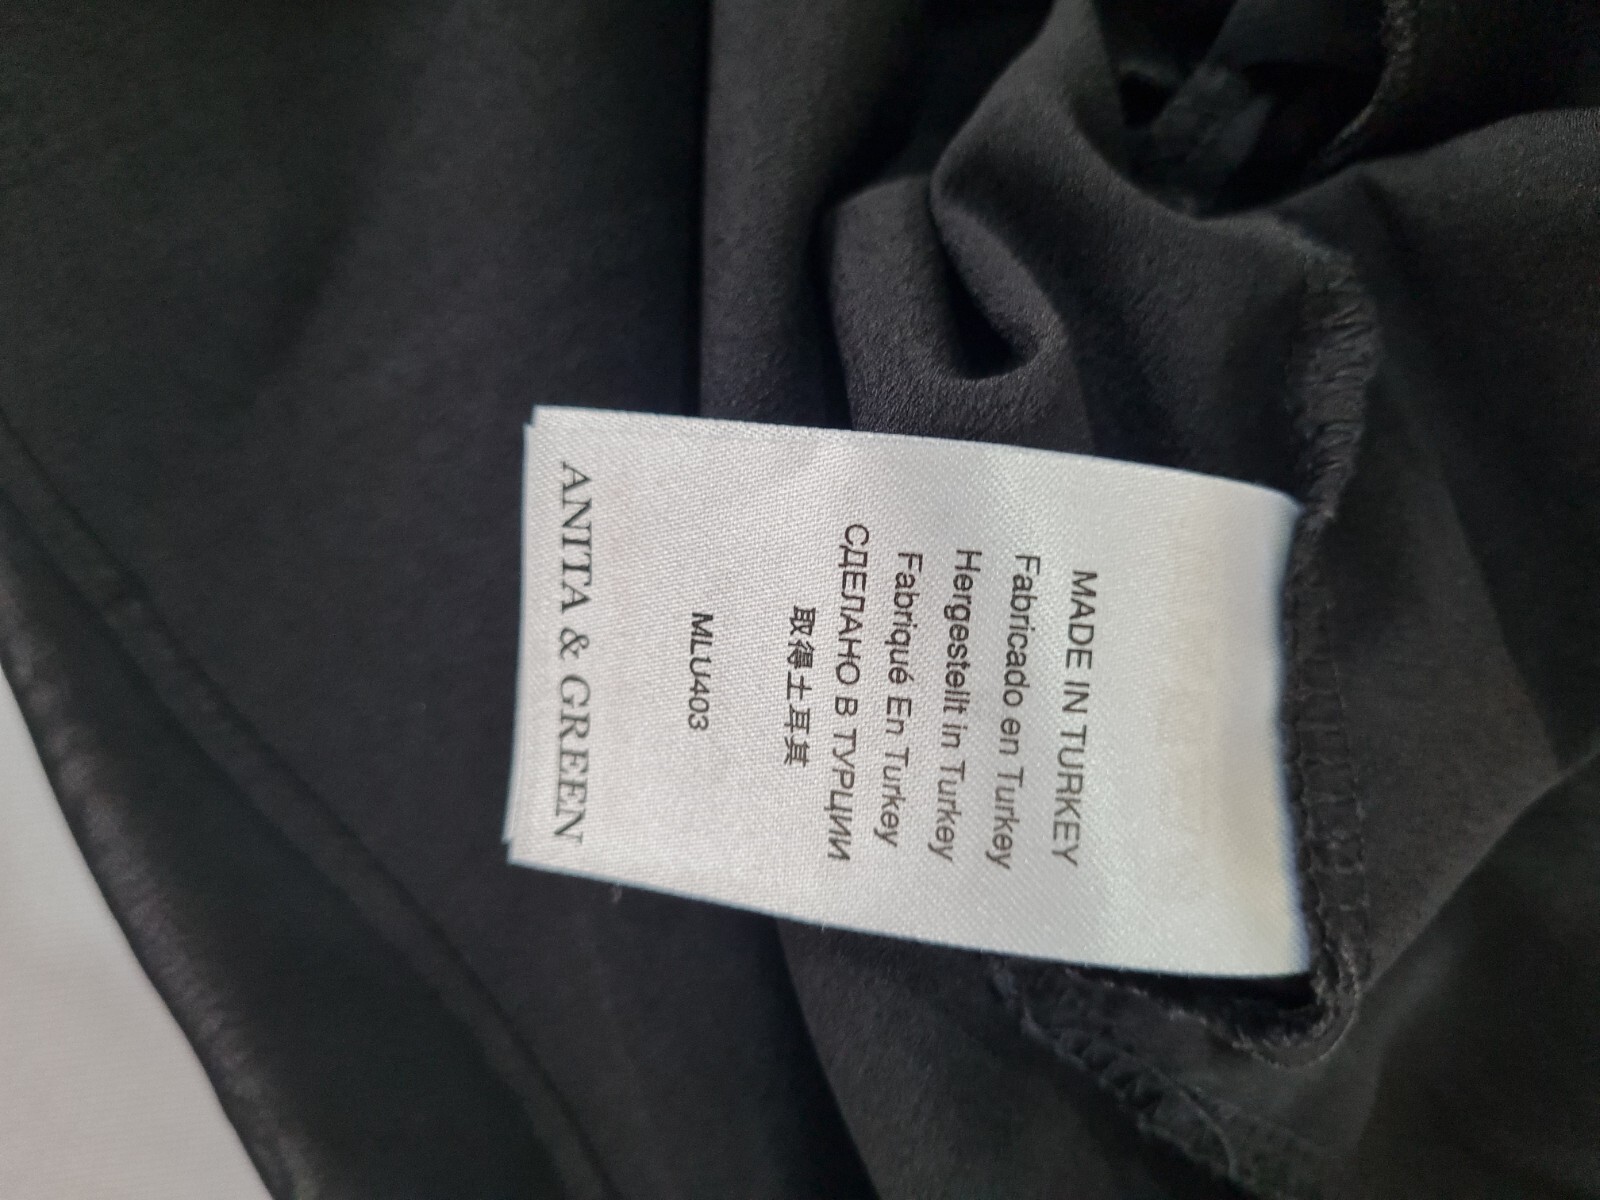 MADE IN TURKEY
Fabricado en Turkey
Hergestellt in Turkey
Fabriqué En Turkey
СДЕЛАНО В ТУРЦИИ
取得土耳其
MLU403
ANITA & GREEN